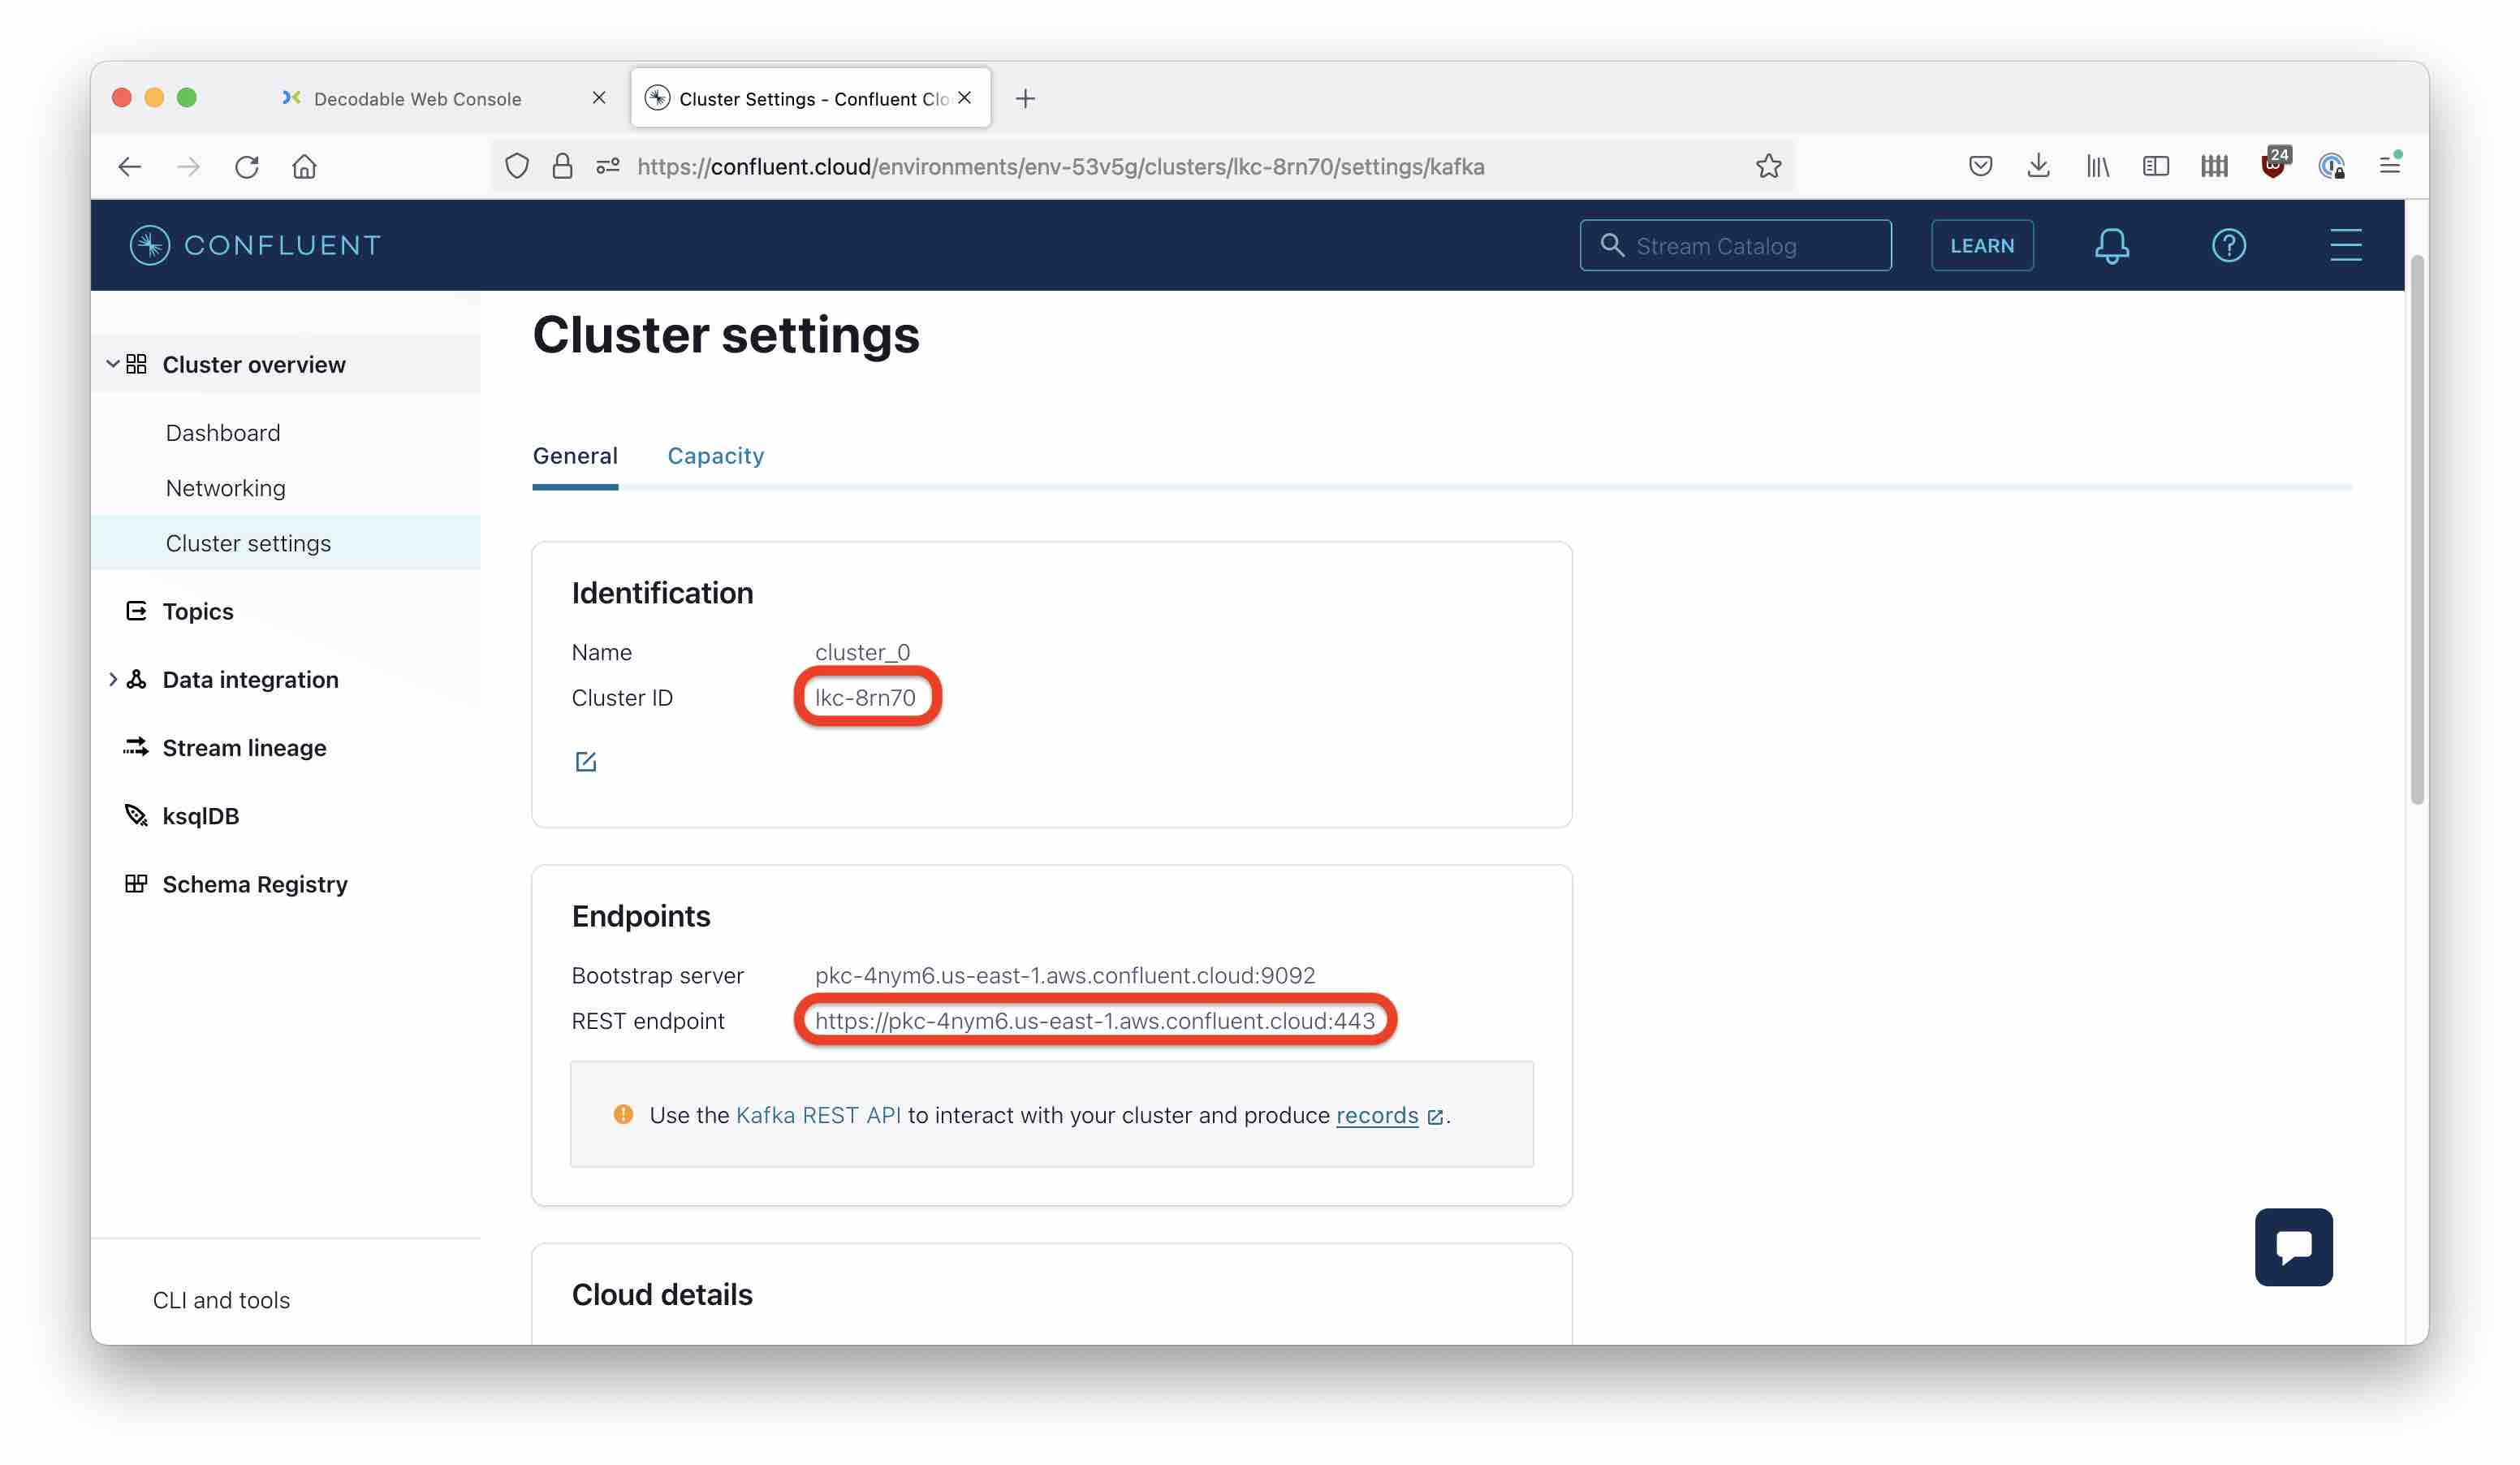 Decodable Web Console
Cluster Settings - Confluent Clo
https://confluent.cloud/environments/env-53v5g/clusters/lkc-8rn70/settings/kafka
24
CONFLUENT
Stream Catalog
LEARN
Cluster overview
Dashboard
Networking
Cluster settings
Topics
Data integration
Stream lineage
ksqlDB
Schema Registry
CLI and tools
Cluster settings
General Capacity
Identification
Name cluster_0
Cluster ID lkc-8rn70
Endpoints
Bootstrap server pkc-4nym6.us-east-1.aws.confluent.cloud:9092
REST endpoint https://pkc-4nym6.us-east-1.aws.confluent.cloud:443
Use the Kafka REST API to interact with your cluster and produce records.
Cloud details